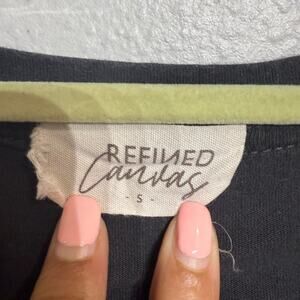 REFINED
Canvas
- S -